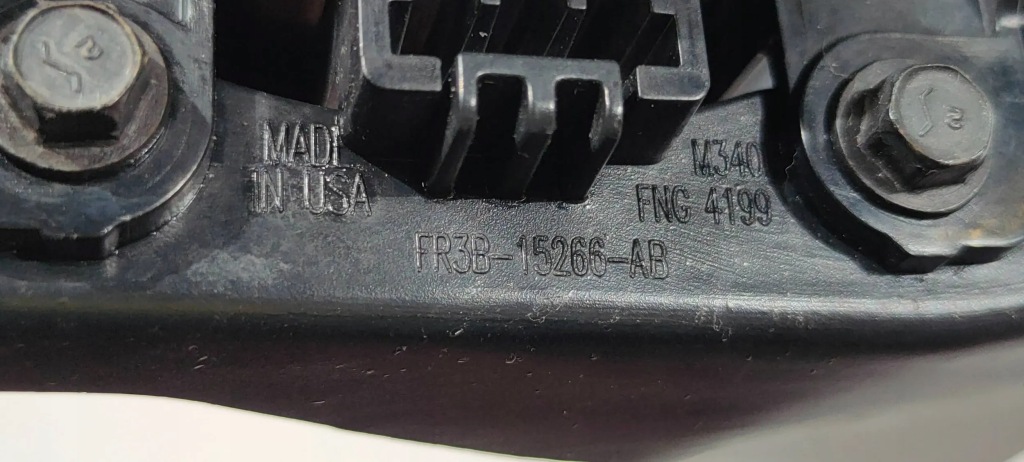 MADE
IN USA
M340
FNG 4199
FR3B-15266-AB